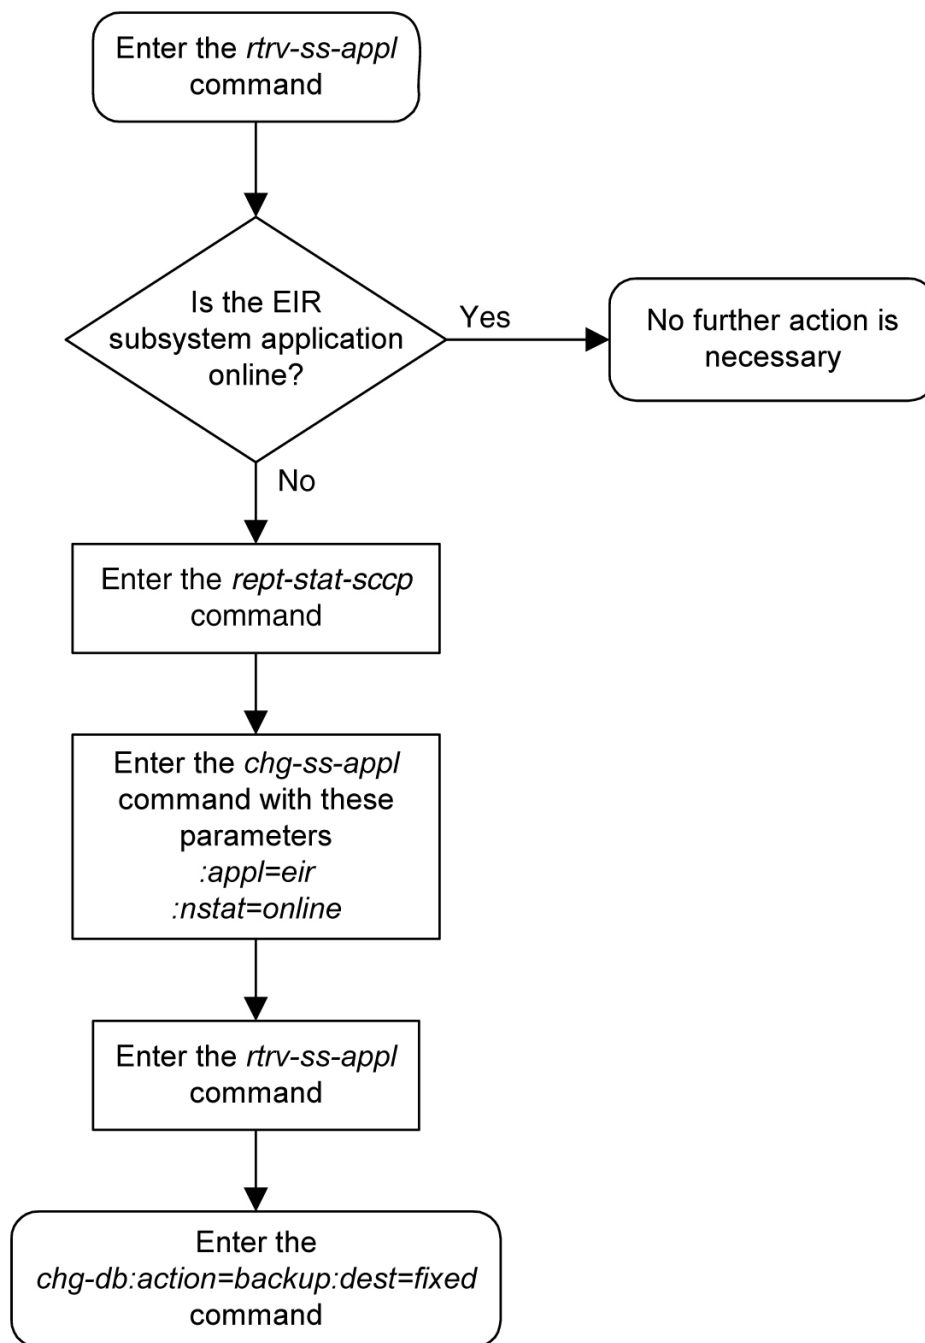 Enter the rtrv-ss-appl
command
Is the EIR
subsystem application
online?
Yes
No further action is
necessary
No
Enter the rept-stat-sccp
command
Enter the chg-ss-appl
command with these
parameters
:appl=eir
:nstat=online
Enter the rtrv-ss-appl
command
Enter the
chg-db:action=backup:dest=fixed
command